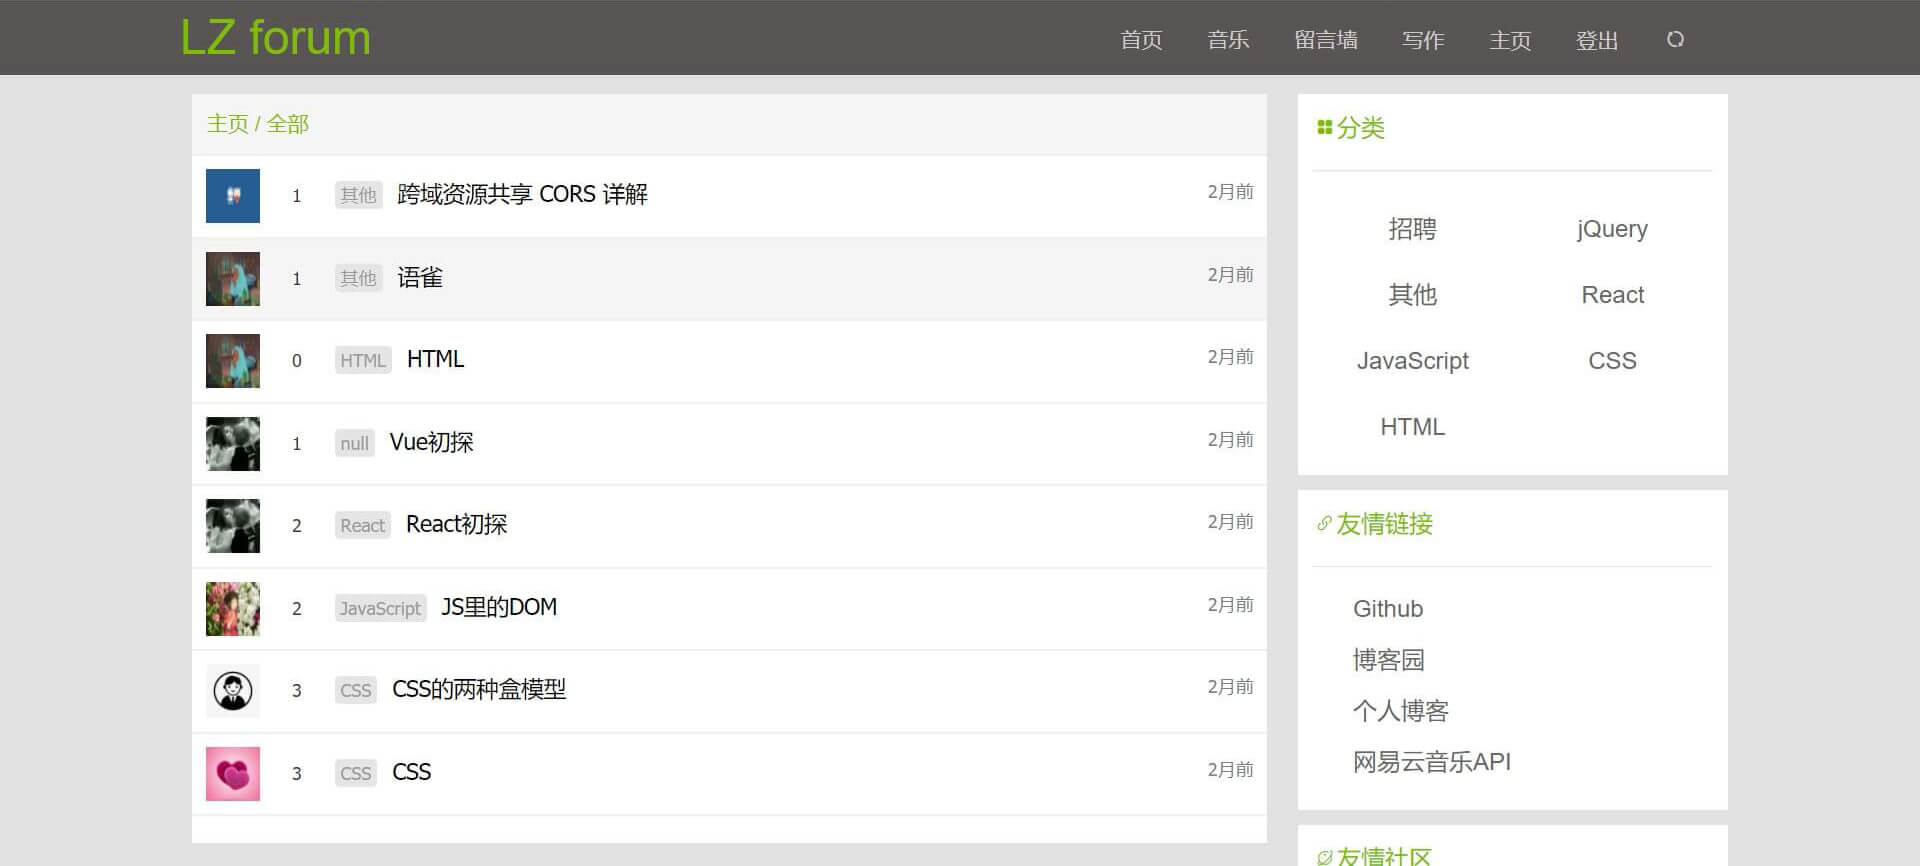 LZ forum
首页 音乐 留言墙 写作 主页 登出
主页 / 全部
1 其他 跨域资源共享 CORS 详解 2月前
1 其他 语雀 2月前
0 HTML HTML 2月前
1 null Vue初探 2月前
2 React React初探 2月前
2 JavaScript JS里的DOM 2月前
3 CSS CSS的两种盒模型 2月前
3 CSS CSS 2月前
分类
招聘 jQuery
其他 React
JavaScript CSS
HTML
友情链接
Github
博客园
个人博客
网易云音乐API
友情社区